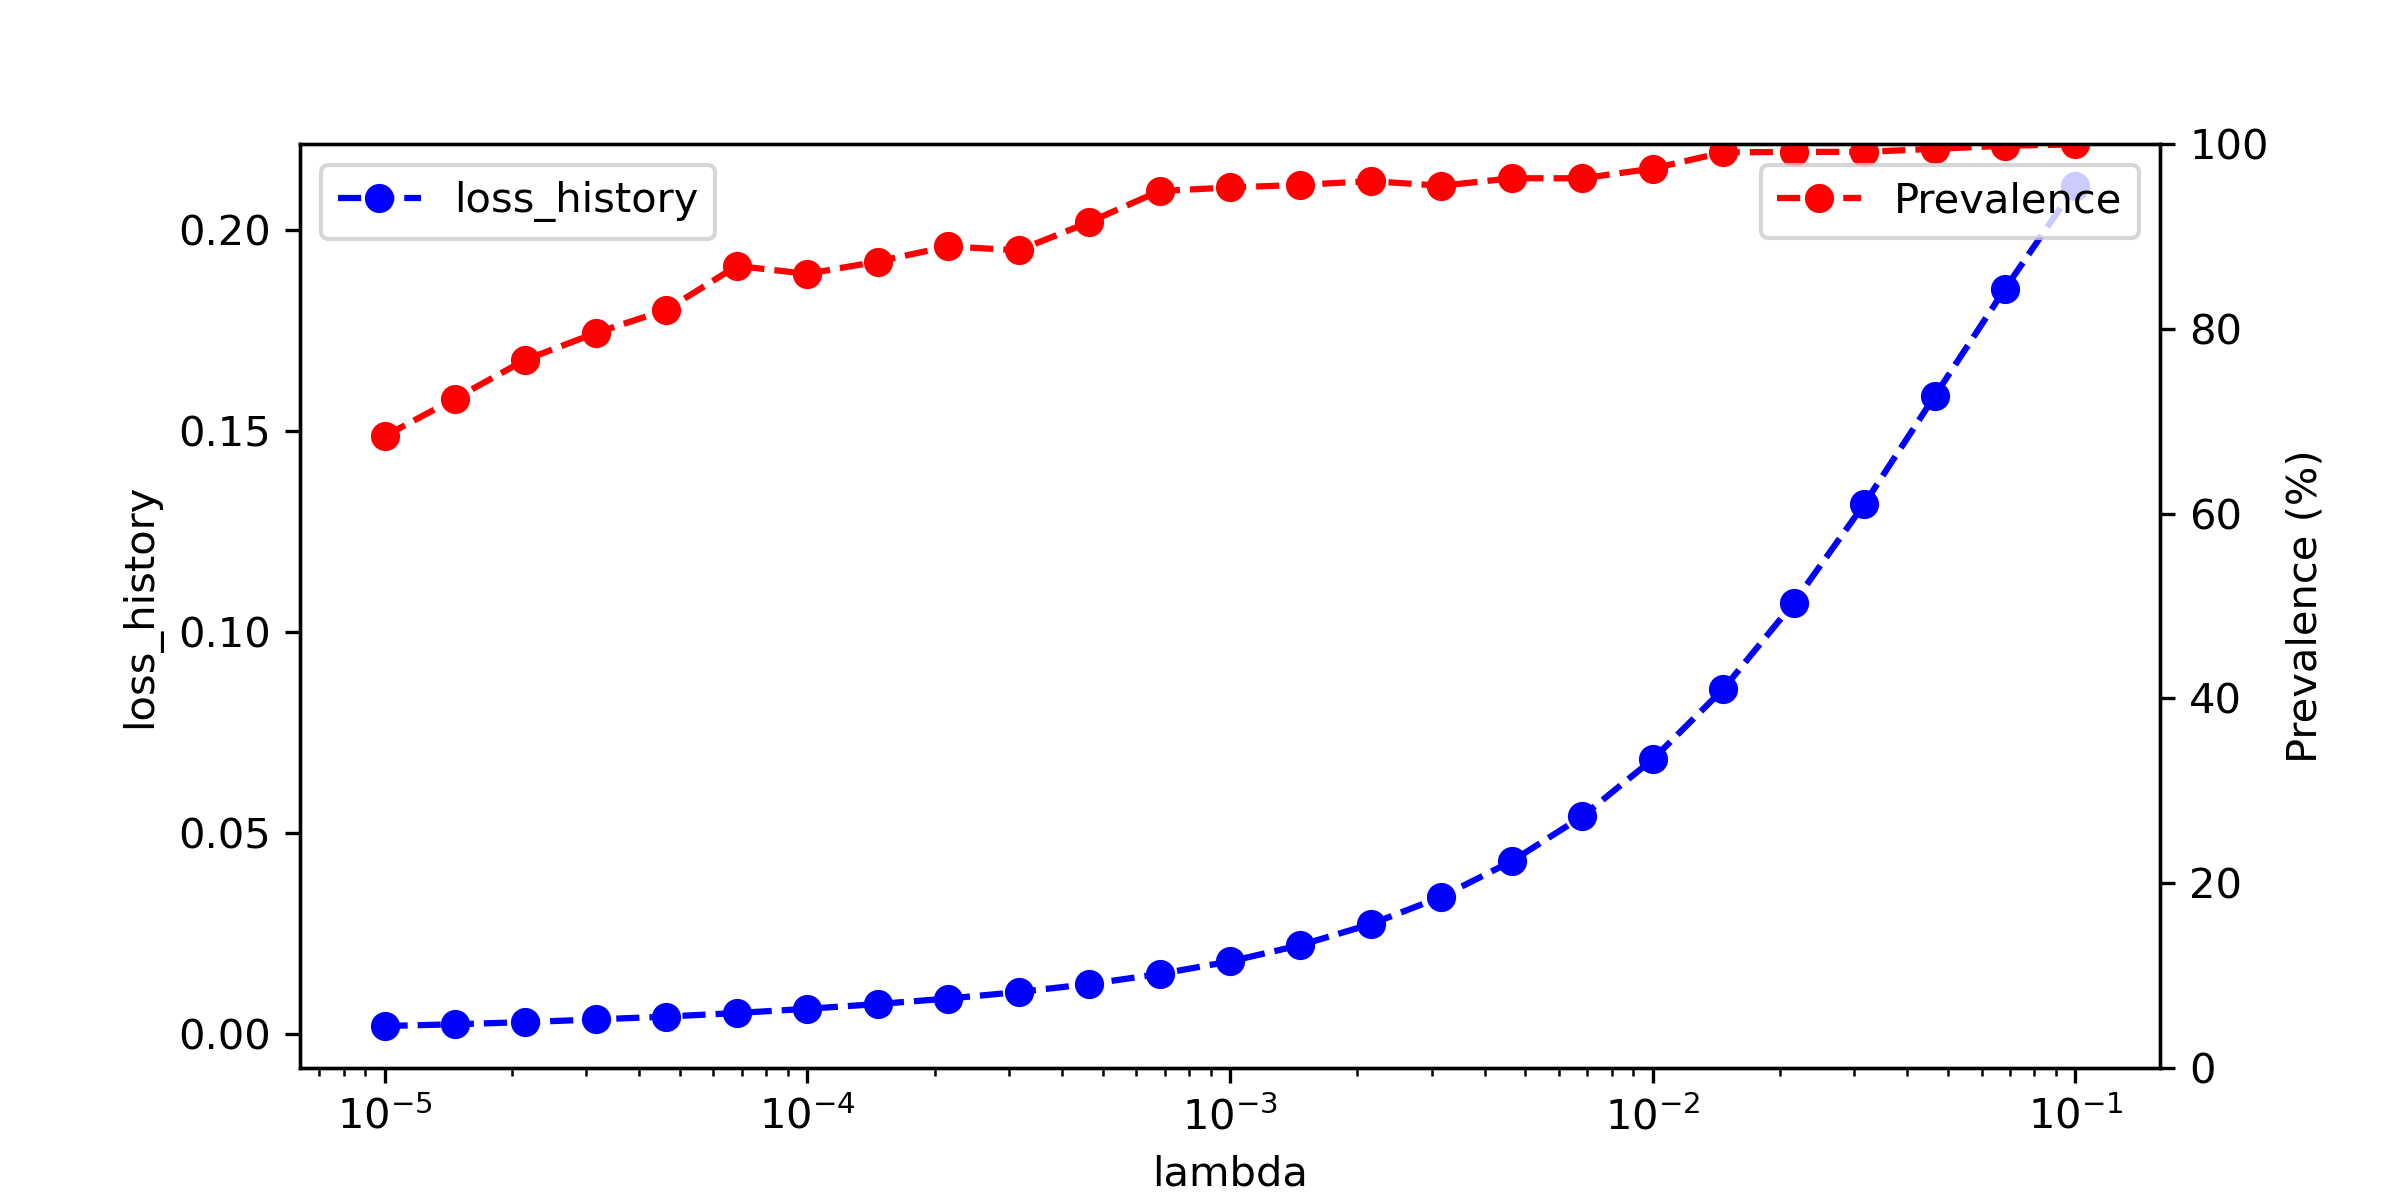 loss_history
Prevalence
0.20
0.15
0.10
0.05
0.00
loss_history
100
80
60
40
20
0
Prevalence (%)
10⁻⁵ 10⁻⁴ 10⁻³ 10⁻² 10⁻¹
lambda